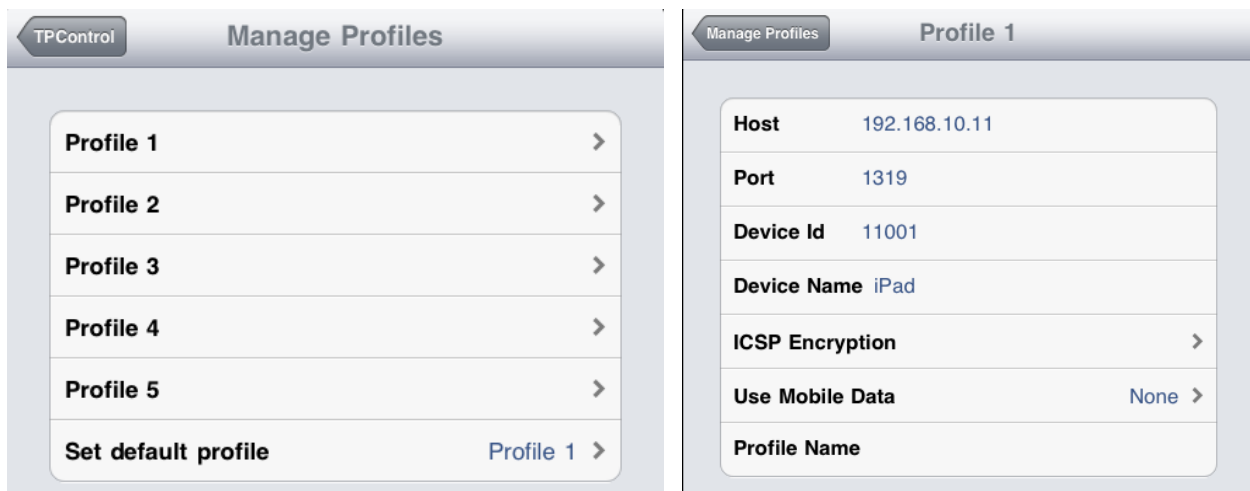 TPControl
Manage Profiles
Profile 1
Profile 2
Profile 3
Profile 4
Profile 5
Set default profile Profile 1
Manage Profiles
Profile 1
Host 192.168.10.11
Port 1319
Device Id 11001
Device Name iPad
ICSP Encryption
Use Mobile Data None
Profile Name